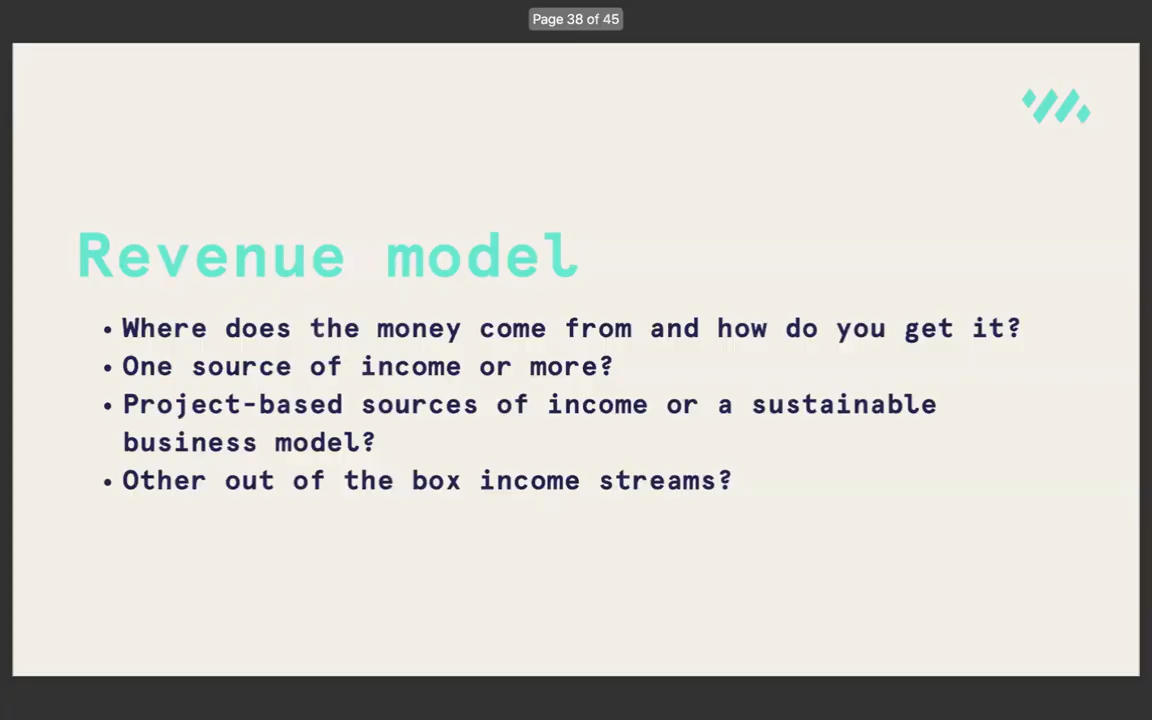 Page 38 of 45
Revenue model
• Where does the money come from and how do you get it?
• One source of income or more?
• Project-based sources of income or a sustainable
business model?
• Other out of the box income streams?